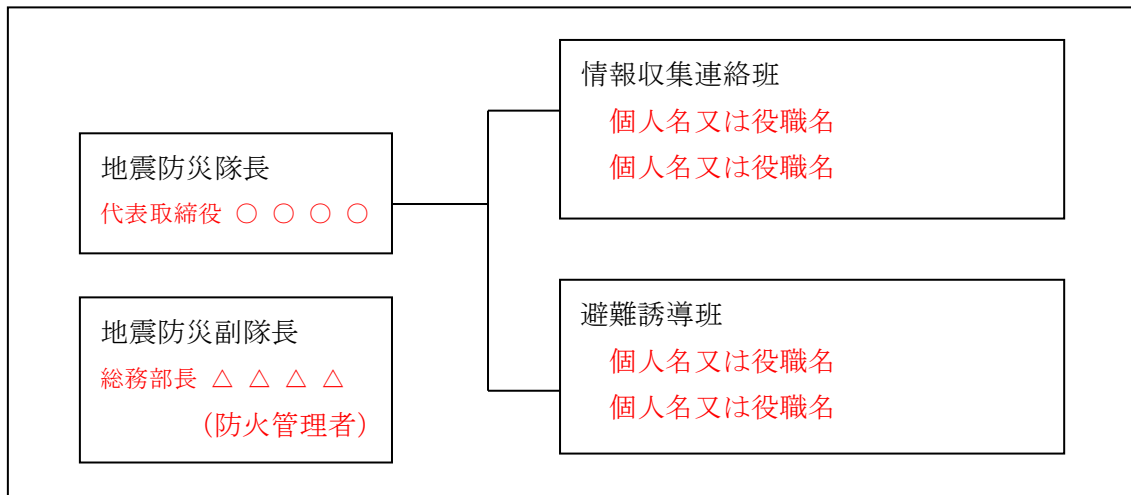 地震防災隊長
代表取締役 ○ ○ ○ ○
地震防災副隊長
総務部長 △ △ △ △
（防火管理者）
情報収集連絡班
個人名又は役職名
個人名又は役職名
避難誘導班
個人名又は役職名
個人名又は役職名